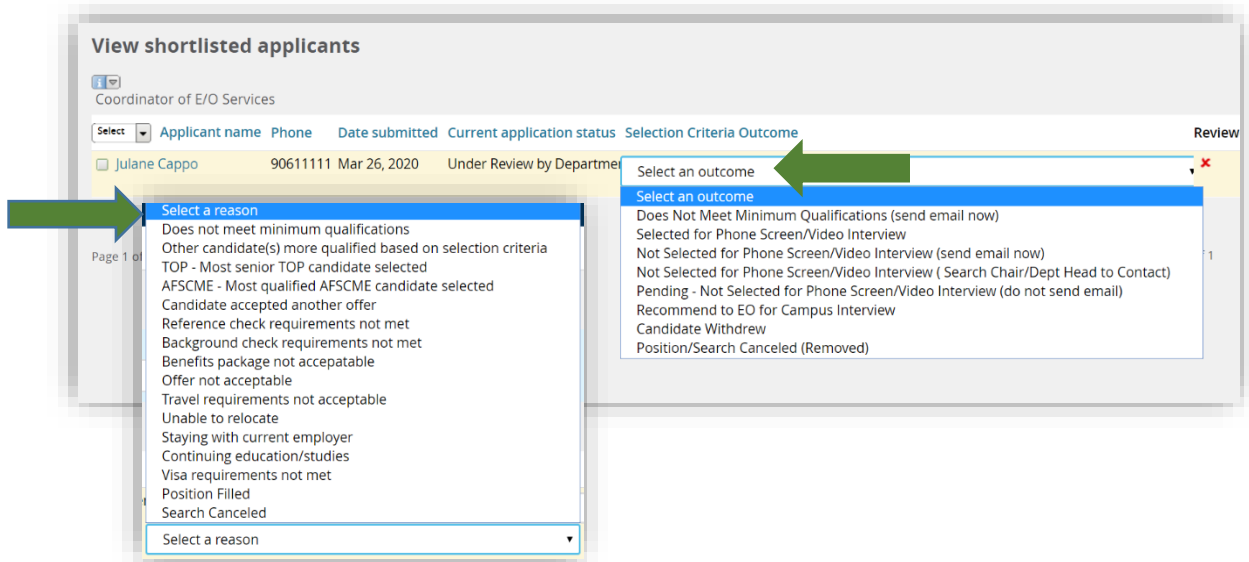 View shortlisted applicants
Coordinator of E/O Services
Select Applicant name Phone Date submitted Current application status Selection Criteria Outcome Review
Julane Cappo 90611111 Mar 26, 2020 Under Review by Departmen Select an outcome
Select an outcome
Does Not Meet Minimum Qualifications (send email now)
Selected for Phone Screen/Video Interview
Not Selected for Phone Screen/Video Interview (send email now)
Not Selected for Phone Screen/Video Interview ( Search Chair/Dept Head to Contact)
Pending - Not Selected for Phone Screen/Video Interview (do not send email)
Recommend to EO for Campus Interview
Candidate Withdrew
Position/Search Canceled (Removed)
Select a reason
Does not meet minimum qualifications
Other candidate(s) more qualified based on selection criteria
TOP - Most senior TOP candidate selected
AFSCME - Most qualified AFSCME candidate selected
Candidate accepted another offer
Reference check requirements not met
Background check requirements not met
Benefits package not accepatable
Offer not acceptable
Travel requirements not acceptable
Unable to relocate
Staying with current employer
Continuing education/studies
Visa requirements not met
Position Filled
Search Canceled
Select a reason
Page 1 of 1